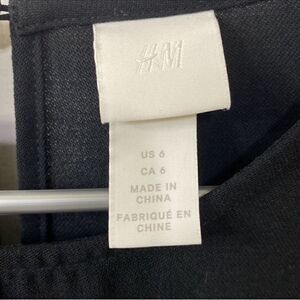 H&M
US 6
CA 6
MADE IN
CHINA
FABRIQUÉ EN
CHINE